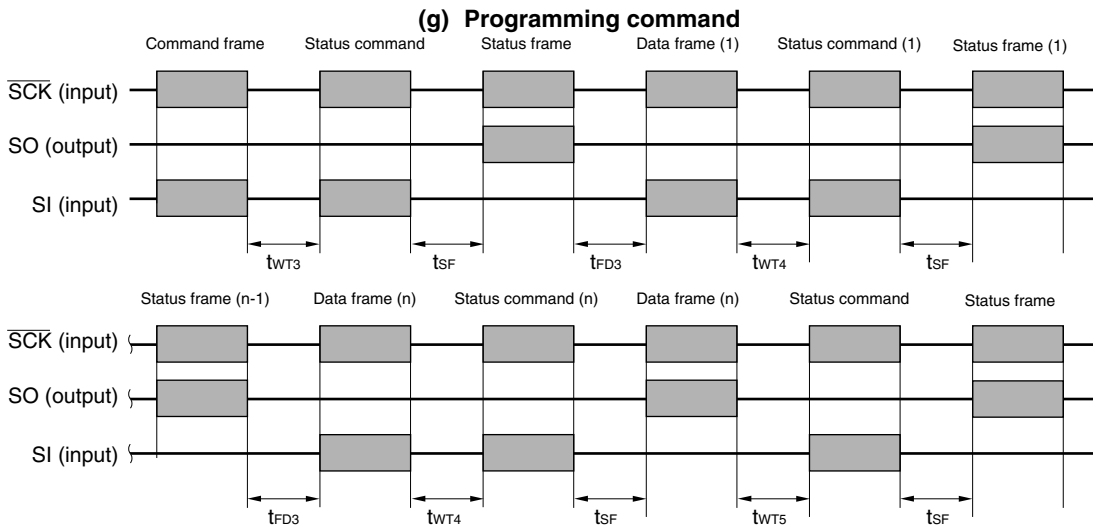 (g) Programming command
Command frame Status command Status frame Data frame (1) Status command (1) Status frame (1)
SCK (input)
SO (output)
SI (input)
tWT3 tSF tFD3 tWT4 tSF
Status frame (n-1) Data frame (n) Status command (n) Data frame (n) Status command Status frame
SCK (input)
SO (output)
SI (input)
tFD3 tWT4 tSF tWT5 tSF